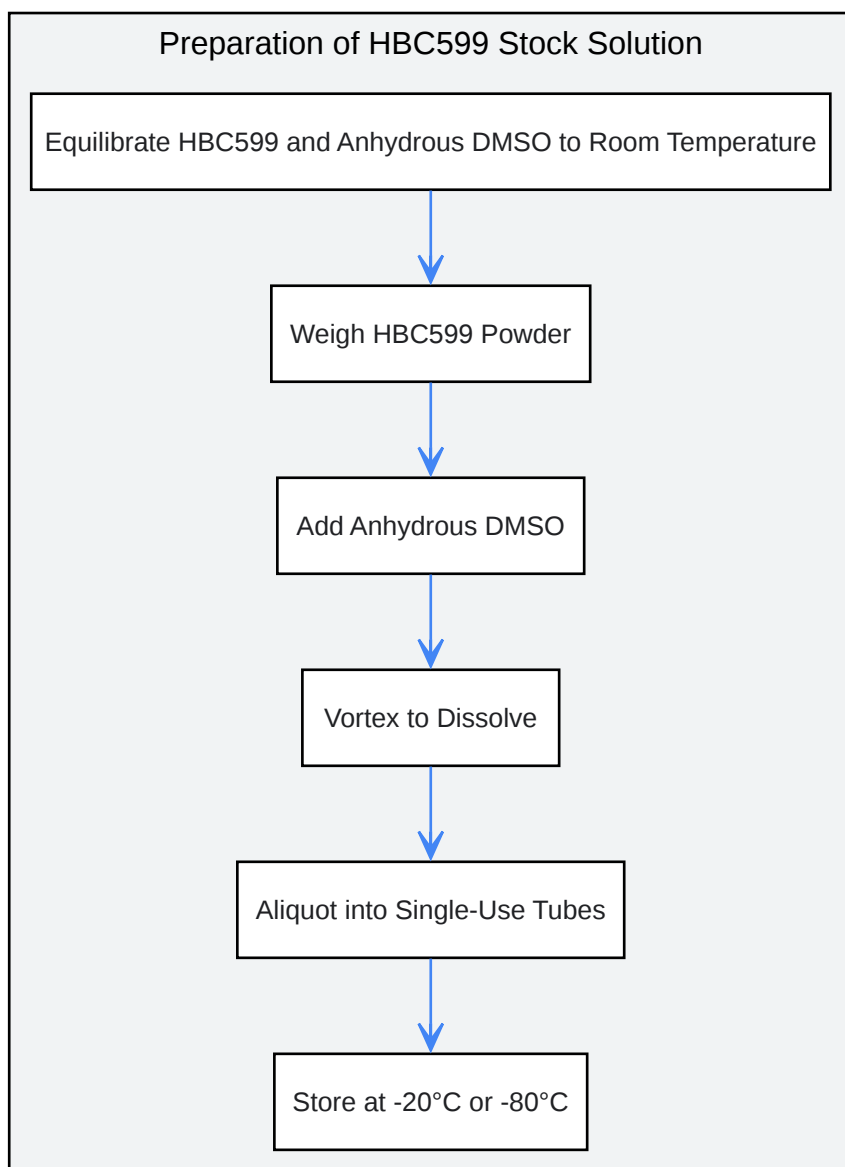 Preparation of HBC599 Stock Solution
Equilibrate HBC599 and Anhydrous DMSO to Room Temperature
Weigh HBC599 Powder
Add Anhydrous DMSO
Vortex to Dissolve
Aliquot into Single-Use Tubes
Store at -20°C or -80°C